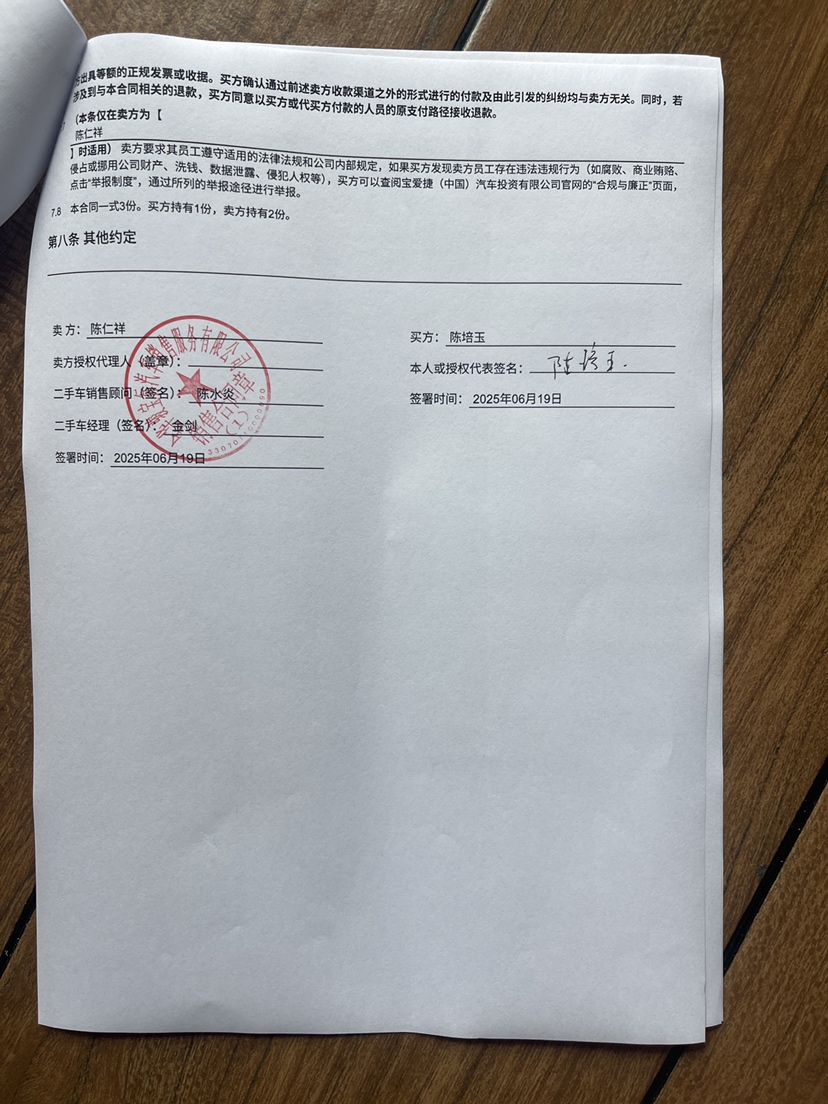 方出具等额的正规发票或收据。买方确认通过前述卖方收款渠道之外的形式进行的付款及由此引发的纠纷均与卖方无关。同时，若
涉及到与本合同相关的退款，买方同意以买方或代买方付款的人员的原支付路径接收退款。
（本条仅在卖方为【
陈仁祥
】时适用） 卖方要求其员工遵守适用的法律法规和公司内部规定，如果买方发现卖方员工存在违法违规行为（如腐败、商业贿赂、
侵占或挪用公司财产、洗钱、数据泄露、侵犯人权等），买方可以查阅宝爱捷（中国）汽车投资有限公司官网的“合规与廉正”页面，
点击“举报制度”，通过所列的举报途径进行举报。
7.8 本合同一式3份。买方持有1份，卖方持有2份。
第八条 其他约定
卖方：陈仁祥
买方： 陈培玉
卖方授权代理人（盖章）：
本人或授权代表签名： 陈培玉
二手车销售顾问（签名）： 陈水炎
签署时间： 2025年06月19日
二手车经理（签名）： 金剑
签署时间： 2025年06月19日
汽车销售服务有限公司
销售合同章
（1）